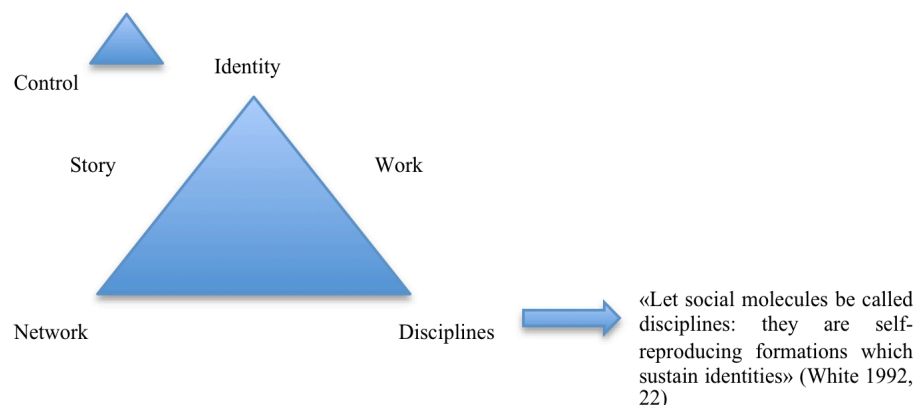 Identity
Control
Story
Work
Network
Disciplines
«Let social molecules be called
disciplines: they are self-
reproducing formations which
sustain identities» (White 1992,
22)